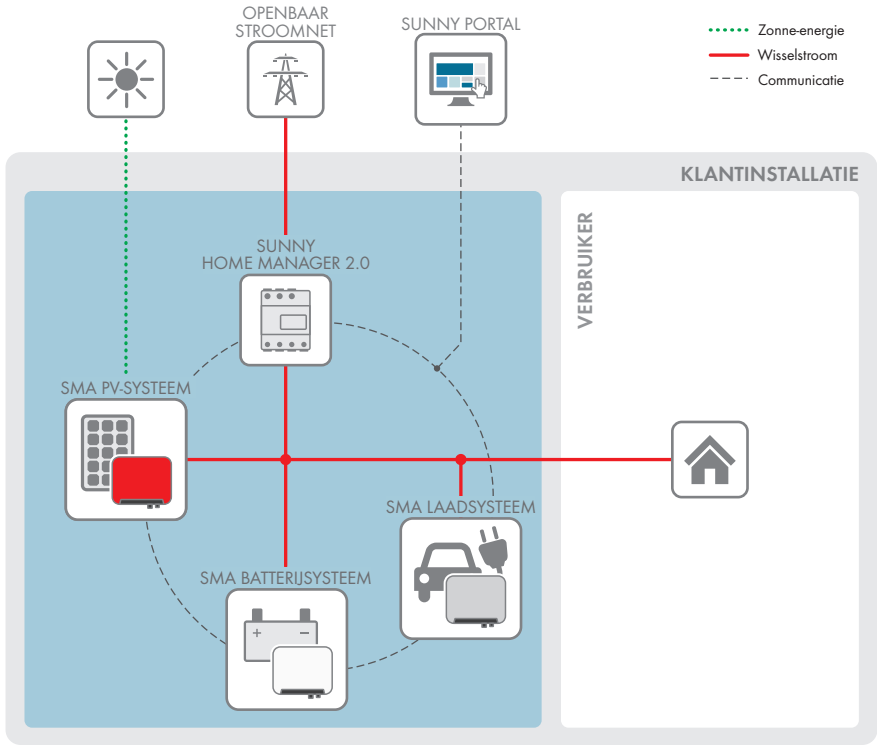 OPENBAAR
STROOMNET
SUNNY PORTAL
Zonne-energie
Wisselstroom
Communicatie
KLANTINSTALLATIE
VERBRUIKER
SUNNY
HOME MANAGER 2.0
SMA PV-SYSTEEM
SMA LAADSYSTEEM
SMA BATTERIJSYSTEEM
+ −